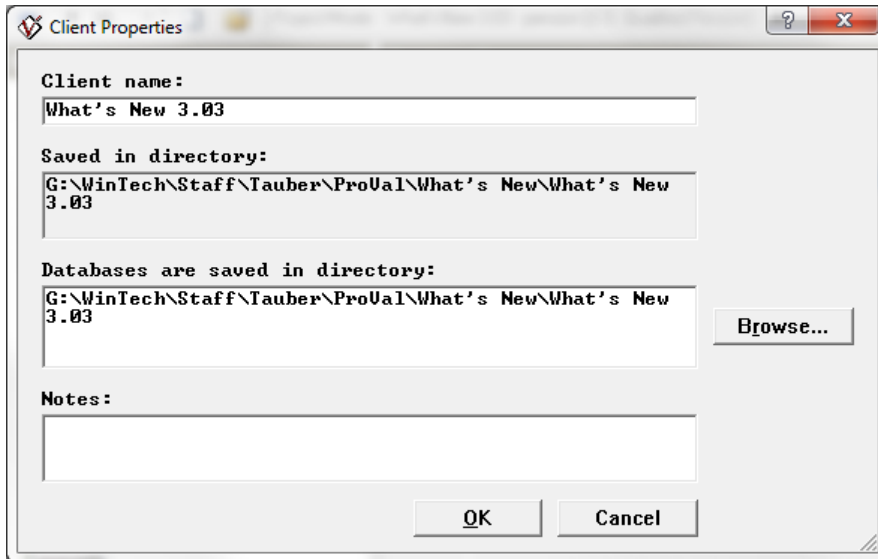 Client Properties
Client name:
What's New 3.03
Saved in directory:
G:\WinTech\Staff\Tauber\ProVal\What's New\What's New
3.03
Databases are saved in directory:
G:\WinTech\Staff\Tauber\ProVal\What's New\What's New
3.03
Browse...
Notes:
OK
Cancel